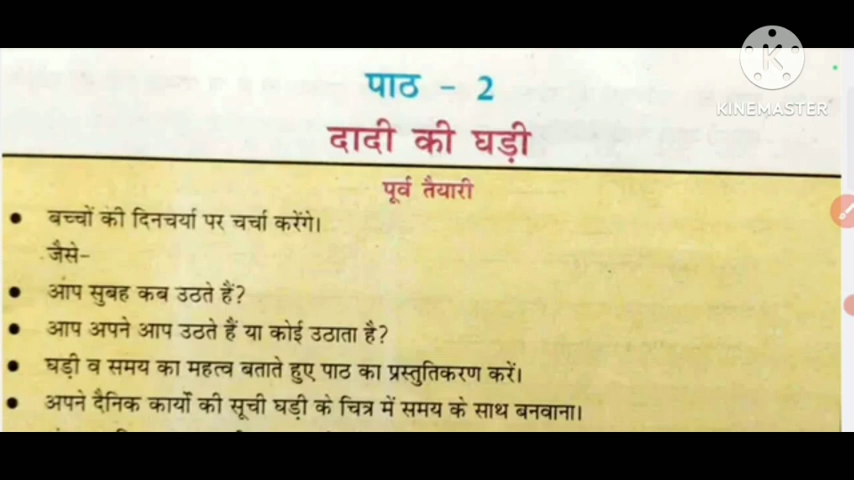 पाठ - 2
KINEMASTER
दादी की घड़ी
पूर्व तैयारी
• बच्चों की दिनचर्या पर चर्चा करेंगे।
जैसे-
• आप सुबह कब उठते हैं?
• आप अपने आप उठते हैं या कोई उठाता है?
• घड़ी व समय का महत्व बताते हुए पाठ का प्रस्तुतिकरण करें।
• अपने दैनिक कार्यों की सूची घड़ी के चित्र में समय के साथ बनवाना।